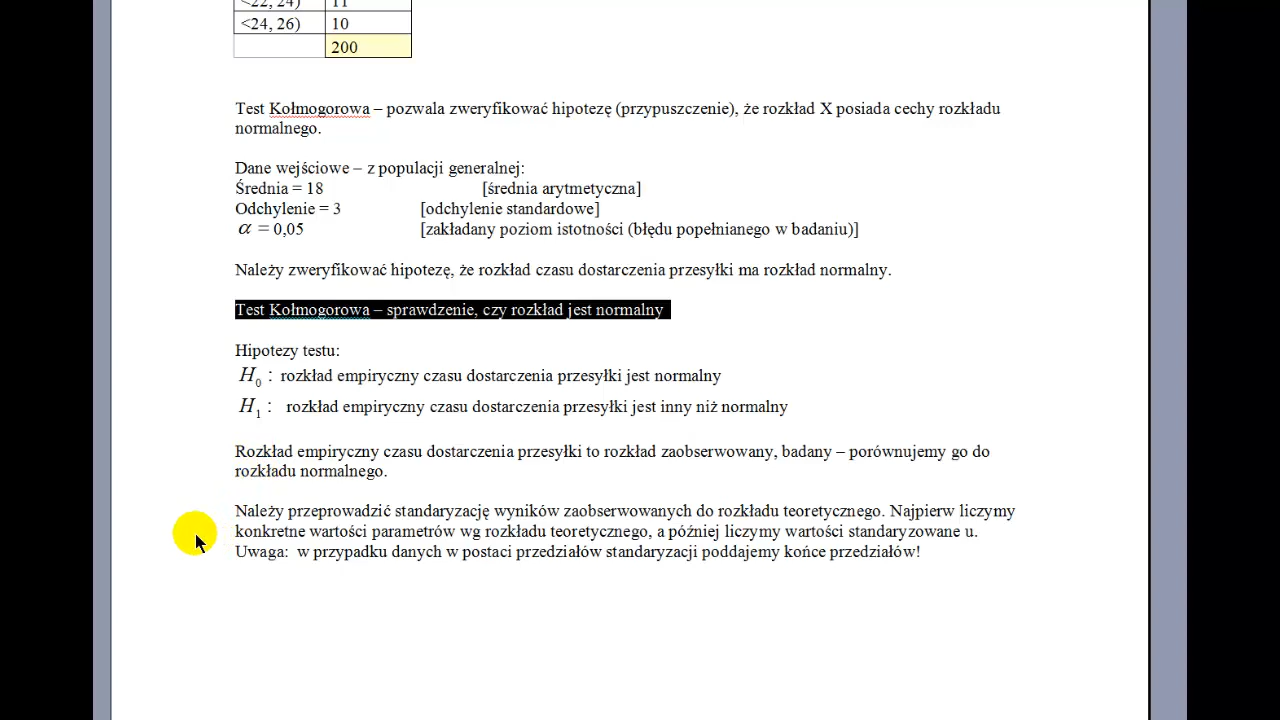 <22, 24) 11
<24, 26) 10
200
Test Kołmogorowa – pozwala zweryfikować hipotezę (przypuszczenie), że rozkład X posiada cechy rozkładu
normalnego.
Dane wejściowe – z populacji generalnej:
Średnia = 18 [średnia arytmetyczna]
Odchylenie = 3 [odchylenie standardowe]
α = 0,05 [zakładany poziom istotności (błędu popełnianego w badaniu)]
Należy zweryfikować hipotezę, że rozkład czasu dostarczenia przesyłki ma rozkład normalny.
Test Kołmogorowa – sprawdzenie, czy rozkład jest normalny
Hipotezy testu:
H₀ : rozkład empiryczny czasu dostarczenia przesyłki jest normalny
H₁ : rozkład empiryczny czasu dostarczenia przesyłki jest inny niż normalny
Rozkład empiryczny czasu dostarczenia przesyłki to rozkład zaobserwowany, badany – porównujemy go do
rozkładu normalnego.
Należy przeprowadzić standaryzację wyników zaobserwowanych do rozkładu teoretycznego. Najpierw liczymy
konkretne wartości parametrów wg rozkładu teoretycznego, a później liczymy wartości standaryzowane u.
Uwaga: w przypadku danych w postaci przedziałów standaryzacji poddajemy końce przedziałów!